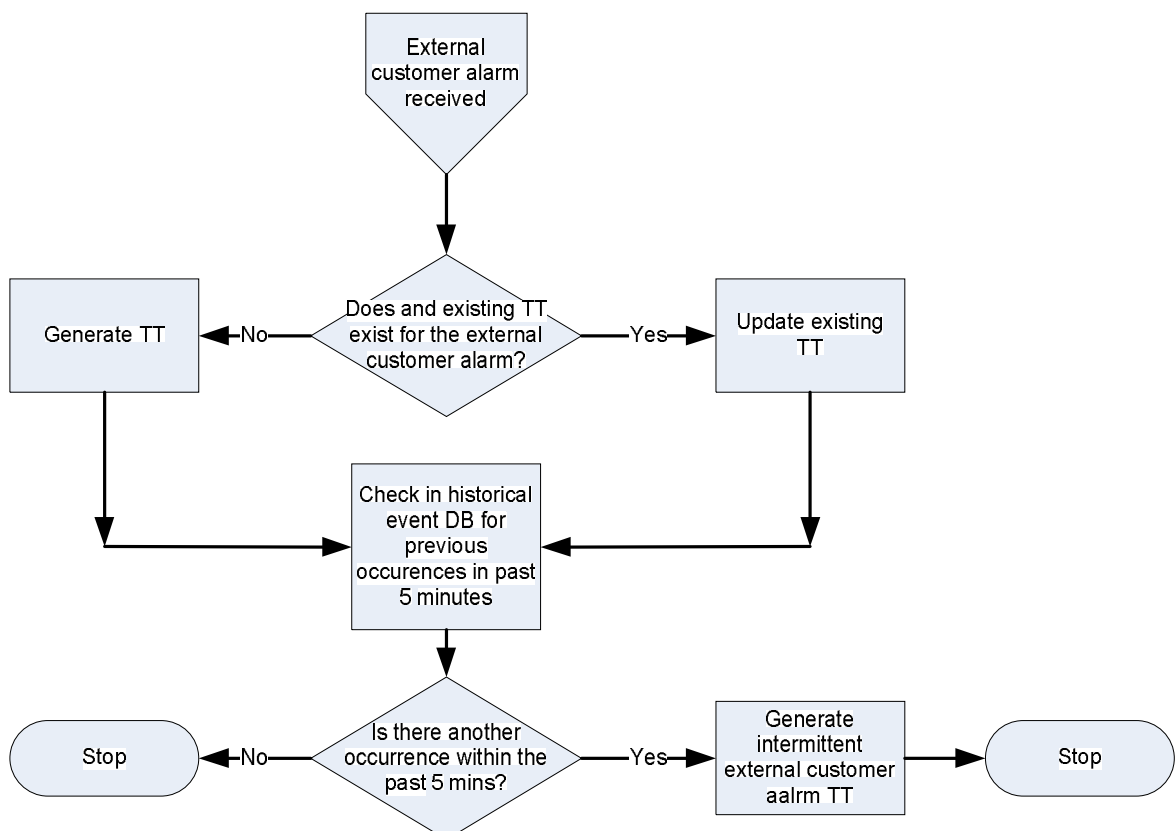 External
customer alarm
received
Does and existing TT
exist for the external
customer alarm?
No
Yes
Generate TT
Update existing
TT
Check in historical
event DB for
previous
occurences in past
5 minutes
Is there another
occurrence within the
past 5 mins?
No
Yes
Stop
Generate
intermittent
external customer
aalrm TT
Stop